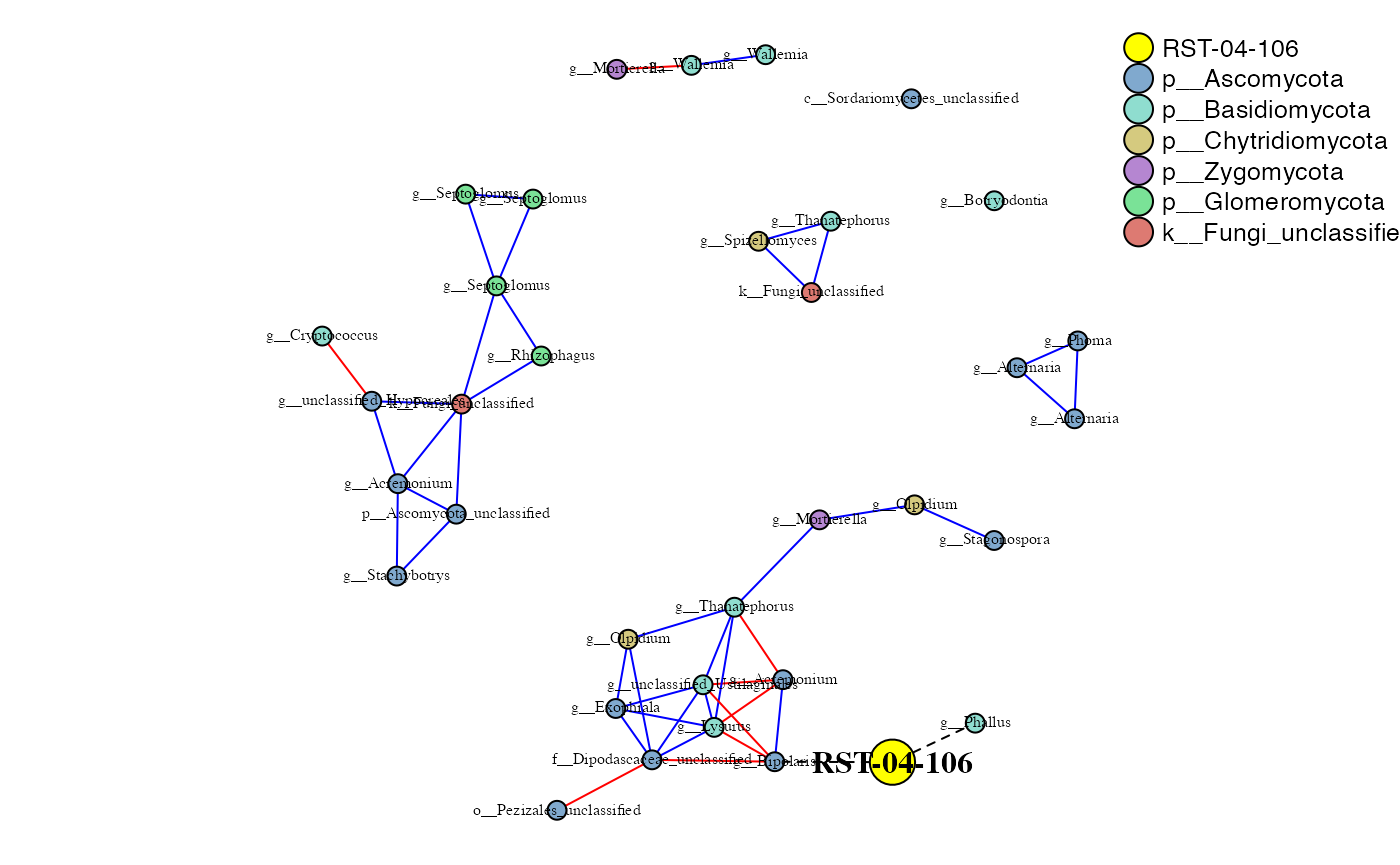 RST-04-106
p__Ascomycota
p__Basidiomycota
p__Chytridiomycota
p__Zygomycota
p__Glomeromycota
k__Fungi_unclassifie
g__Mortierella
g__Wallemia
g__Wallemia
c__Sordariomycetes_unclassified
g__Septoglomus
g__Septoglomus
g__Botryodontia
g__Thanatephorus
g__Spizellomyces
g__Septoglomus
k__Fungi_unclassified
g__Cryptococcus
g__Phoma
g__Rhizophagus
g__Alternaria
g__unclassified_Hypocreales
k__Fungi_unclassified
g__Alternaria
g__Acremonium
g__Olpidium
p__Ascomycota_unclassified
g__Mortierella
g__Stagonospora
g__Stachybotrys
g__Thanatephorus
g__Olpidium
g__Acremonium
g__unclassified_Ustilaginales
g__Exophiala
g__Phallus
g__Lysurus
f__Dipodascaceae_unclassified
g__Bipolaris
RST-04-106
o__Pezizales_unclassified